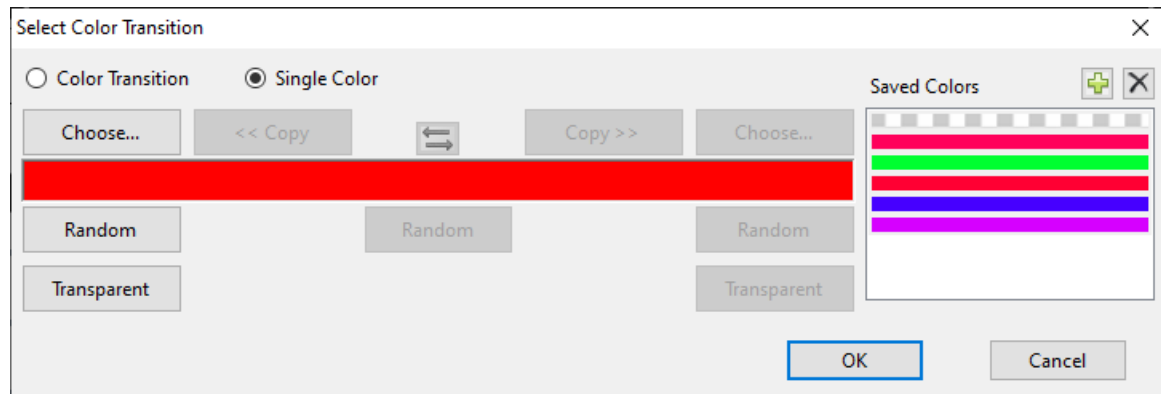 Select Color Transition
Color Transition Single Color
Saved Colors
Choose... << Copy Copy >> Choose...
Random Random Random
Transparent Transparent
OK Cancel